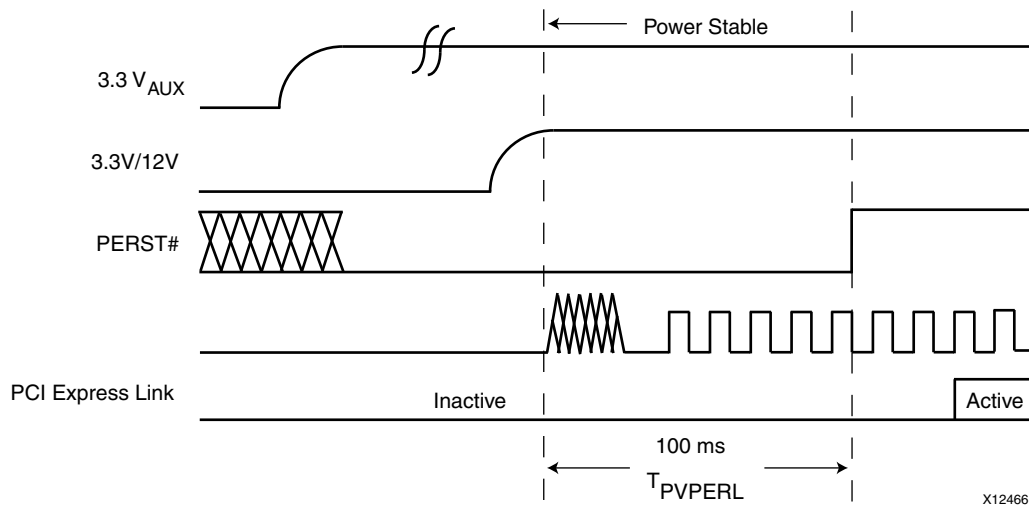 Power Stable
3.3 VAUX
3.3V/12V
PERST#
PCI Express Link
Inactive
Active
100 ms
TPVPERL
X12466